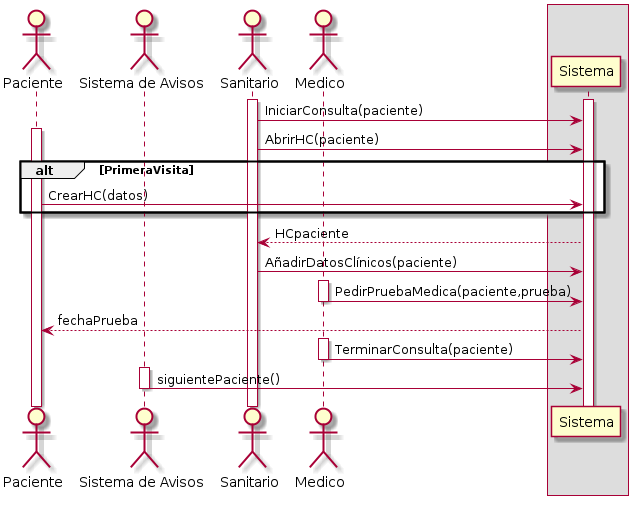 Paciente
Sistema de Avisos
Sanitario
Medico
Sistema
IniciarConsulta(paciente)
AbrirHC(paciente)
alt [PrimeraVisita]
CrearHC(datos)
HCpaciente
AñadirDatosClínicos(paciente)
PedirPruebaMedica(paciente,prueba)
fechaPrueba
TerminarConsulta(paciente)
siguientePaciente()
Paciente
Sistema de Avisos
Sanitario
Medico
Sistema